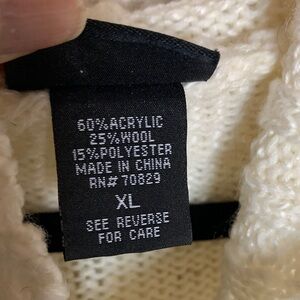 60%ACRYLIC
25%WOOL
15%POLYESTER
MADE IN CHINA
RN# 70829
XL
SEE REVERSE
FOR CARE